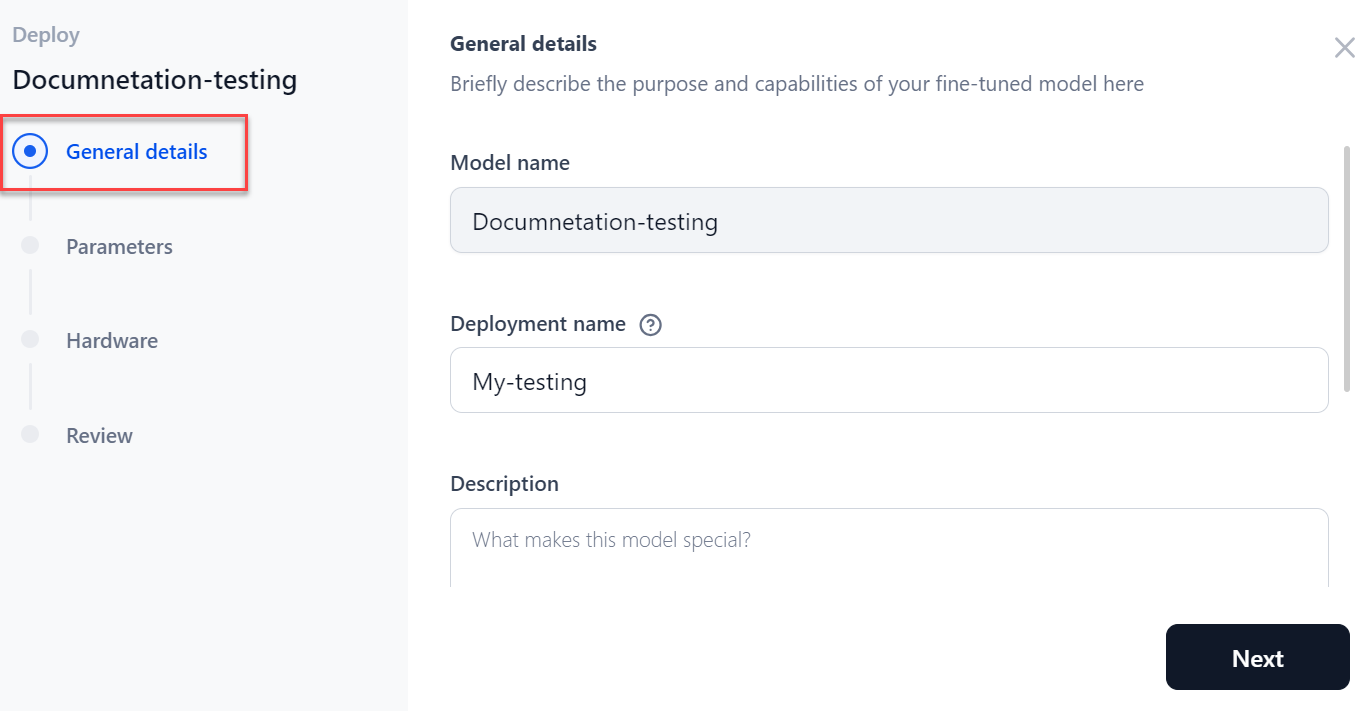 Deploy
Documnetation-testing
General details
Parameters
Hardware
Review
General details
Briefly describe the purpose and capabilities of your fine-tuned model here
Model name
Documnetation-testing
Deployment name ?
My-testing
Description
What makes this model special?
Next